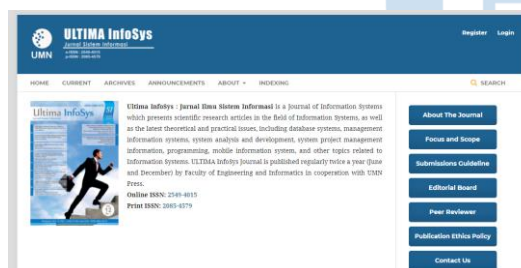 ULTIMA InfoSys
Jurnal Sistem Informasi
UMN
Register Login
HOME CURRENT ARCHIVES ANNOUNCEMENTS ABOUT INDEXING SEARCH
Ultima InfoSys
Ultima InfoSys : Jurnal Ilmu Sistem Informasi is a Journal of Information Systems
which presents scientific research articles in the field of Information Systems, as well
as the latest theoretical and practical issues, including database systems, management
information systems, system analysis and development, system project management
information, programming, mobile information system, and other topics related to
Information Systems. ULTIMA InfoSys Journal is published regularly twice a year (June
and December) by Faculty of Engineering and Informatics in cooperation with UMN
Press.
Online ISSN: 2549-4015
Print ISSN: 2085-4579
About The Journal
Focus and Scope
Submissions Guideline
Editorial Board
Peer Reviewer
Publication Ethics Policy
Contact Us